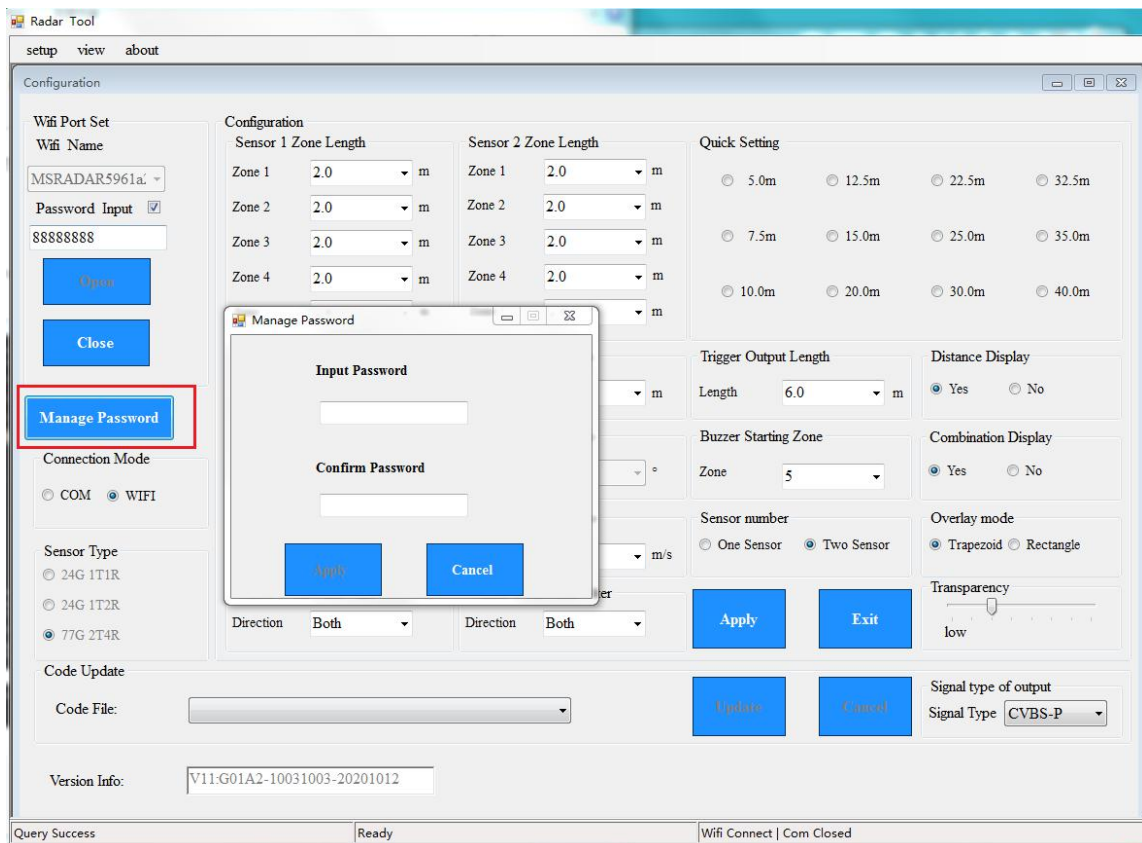 Radar Tool
setup view about
Configuration
Wifi Port Set
Wifi Name
MSRADAR5961a
Password Input
88888888
Open
Close
Manage Password
Connection Mode
COM WIFI
Sensor Type
24G 1T1R
24G 1T2R
77G 2T4R
Configuration
Sensor 1 Zone Length
Zone 1 2.0 m
Zone 2 2.0 m
Zone 3 2.0 m
Zone 4 2.0 m
Sensor 2 Zone Length
Zone 1 2.0 m
Zone 2 2.0 m
Zone 3 2.0 m
Zone 4 2.0 m
m
m
°
m/s
Manage Password
Input Password
Confirm Password
Apply Cancel
Direction Both
Direction Both
Quick Setting
5.0m 12.5m 22.5m 32.5m
7.5m 15.0m 25.0m 35.0m
10.0m 20.0m 30.0m 40.0m
Trigger Output Length
Length 6.0 m
Distance Display
Yes No
Buzzer Starting Zone
Zone 5
Combination Display
Yes No
Sensor number
One Sensor Two Sensor
Overlay mode
Trapezoid Rectangle
Apply Exit
Transparency
low
Code Update
Code File:
Update Cancel
Signal type of output
Signal Type CVBS-P
Version Info: V11:G01A2-10031003-20201012
Query Success Ready Wifi Connect | Com Closed